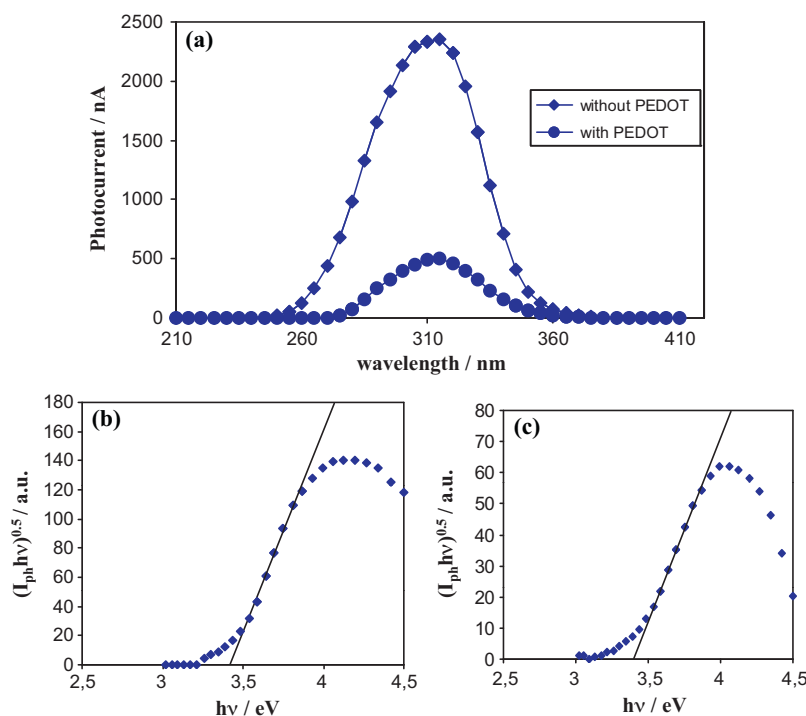 (a)
Photocurrent / nA
2500
2000
1500
1000
500
0
210 260 310 360 410
wavelength / nm
without PEDOT
with PEDOT
(b)
(I_ph hν)^0.5 / a.u.
180
160
140
120
100
80
60
40
20
0
2,5 3 3,5 4 4,5
hν / eV
(c)
(I_ph hν)^0.5 / a.u.
80
70
60
50
40
30
20
10
0
2,5 3 3,5 4 4,5
hν / eV